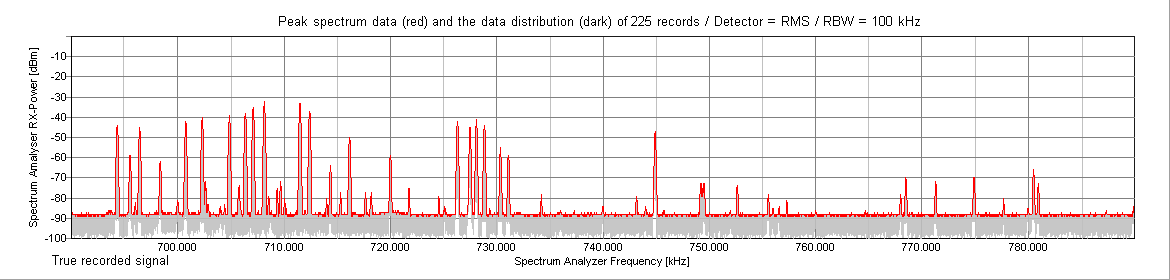 Peak spectrum data (red) and the data distribution (dark) of 225 records / Detector = RMS / RBW = 100 kHz
Spectrum Analyser RX-Power [dBm]
-10
-20
-30
-40
-50
-60
-70
-80
-90
-100
700.000 710.000 720.000 730.000 740.000 750.000 760.000 770.000 780.000
True recorded signal
Spectrum Analyzer Frequency [kHz]